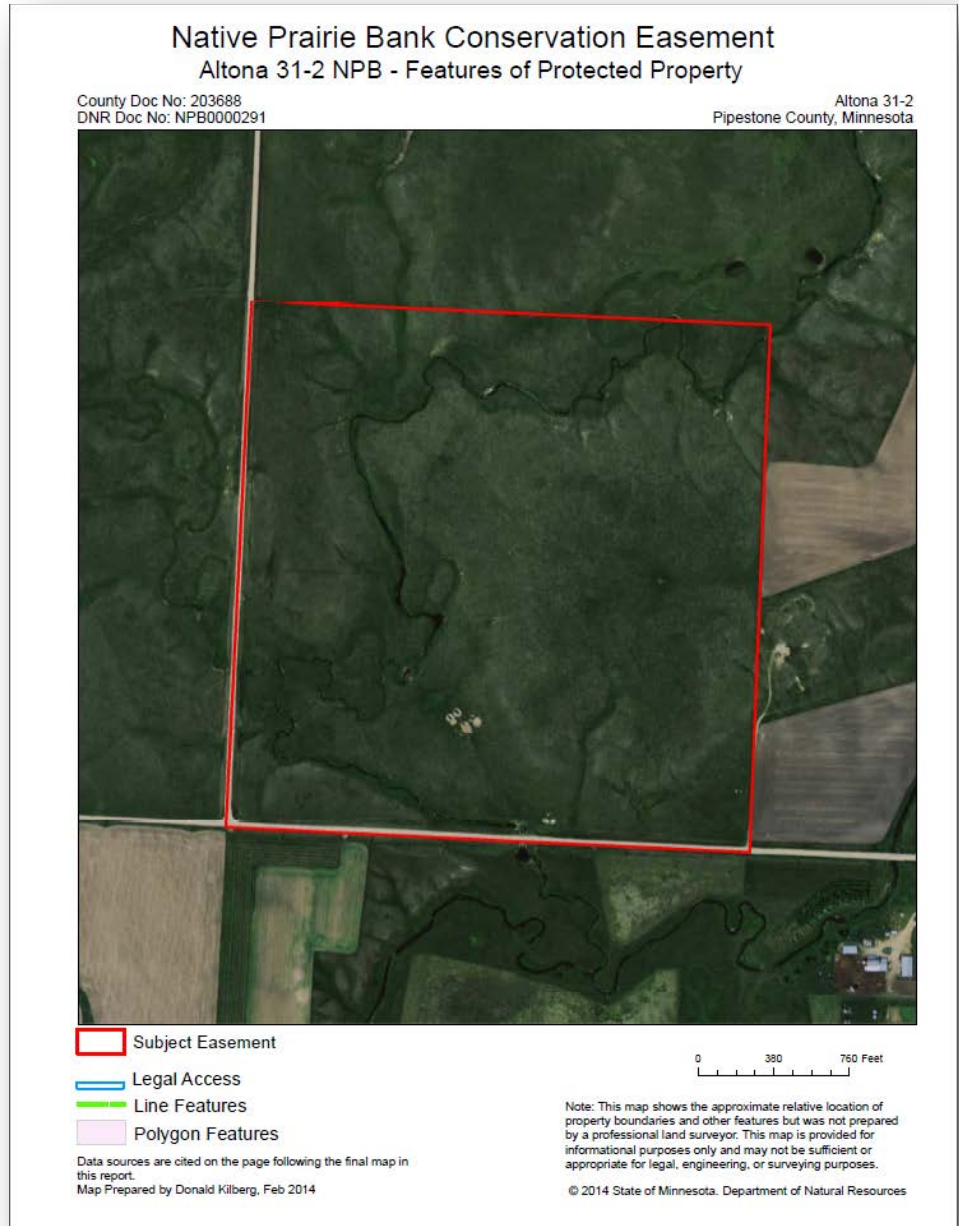 Native Prairie Bank Conservation Easement
Altona 31-2 NPB - Features of Protected Property
County Doc No: 203688
DNR Doc No: NPB0000291
Altona 31-2
Pipestone County, Minnesota
Subject Easement
Legal Access
Line Features
Polygon Features
Data sources are cited on the page following the final map in
this report.
Map Prepared by Donald Kilberg, Feb 2014
0 380 760 Feet
Note: This map shows the approximate relative location of
property boundaries and other features but was not prepared
by a professional land surveyor. This map is provided for
informational purposes only and may not be sufficient or
appropriate for legal, engineering, or surveying purposes.
© 2014 State of Minnesota. Department of Natural Resources